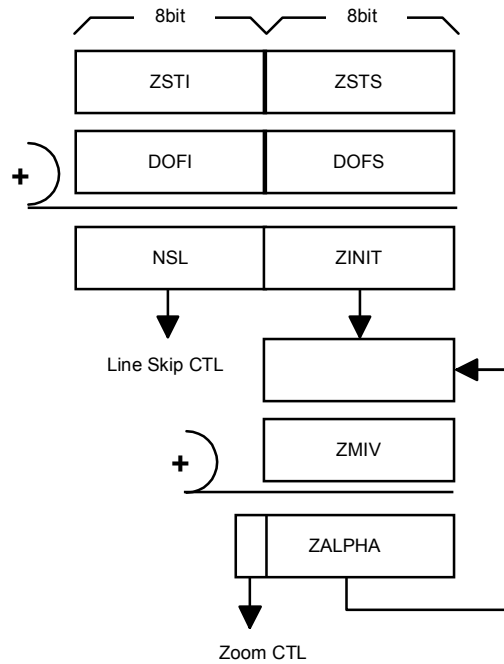 8bit 8bit
ZSTI ZSTS
+ DOFI DOFS
NSL ZINIT
Line Skip CTL
+ ZMIV
ZALPHA
Zoom CTL